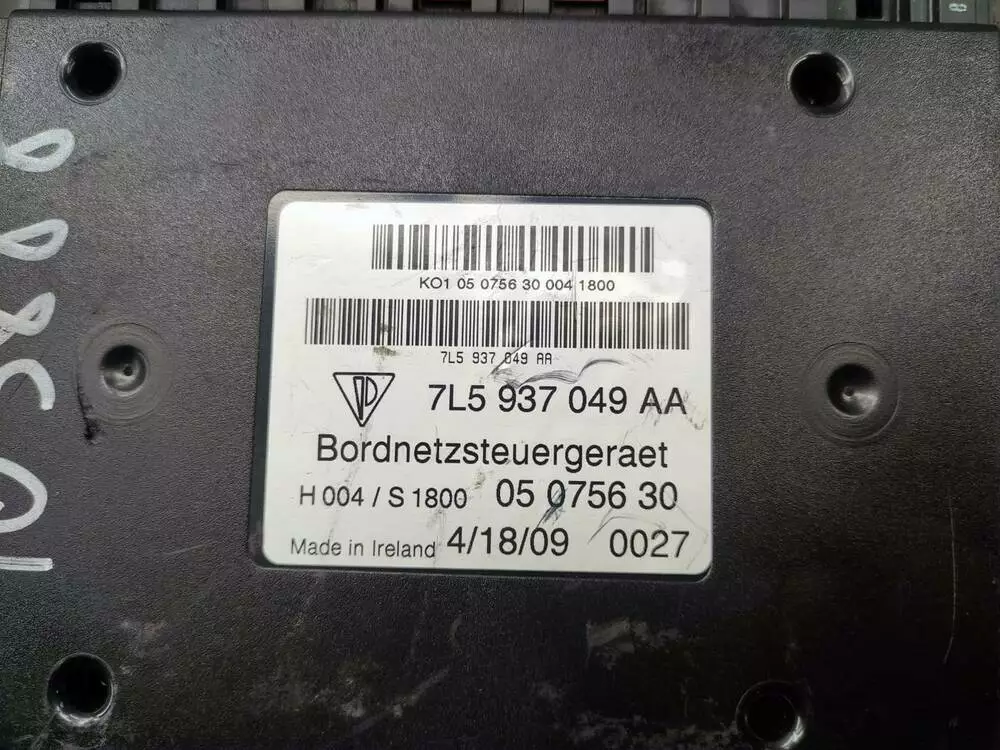 KO1 05 0756 30 004 1800
7L5 937 049 AA
7L5 937 049 AA
Bordnetzsteuergeraet
H 004 / S 1800 05 0756 30
Made in Ireland 4/18/09 0027